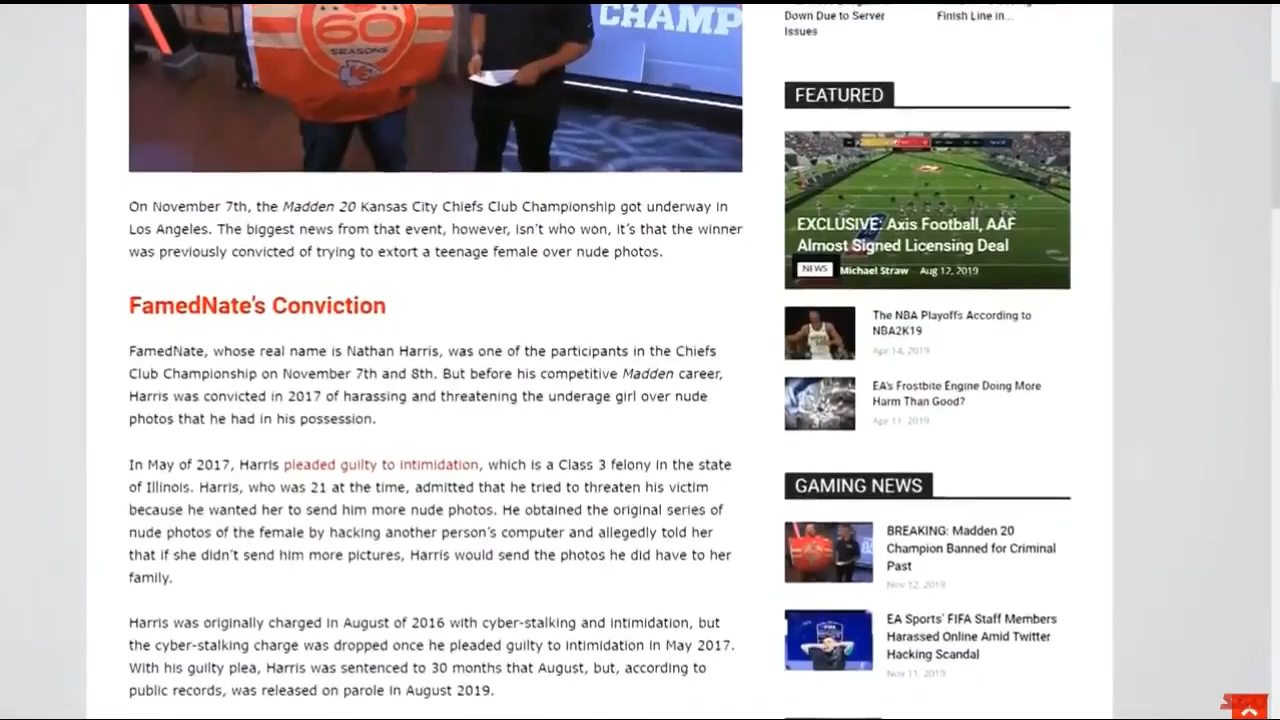 CHAMP
60
SEASONS
On November 7th, the Madden 20 Kansas City Chiefs Club Championship got underway in
Los Angeles. The biggest news from that event, however, isn't who won, it's that the winner
was previously convicted of trying to extort a teenage female over nude photos.
FamedNate's Conviction
FamedNate, whose real name is Nathan Harris, was one of the participants in the Chiefs
Club Championship on November 7th and 8th. But before his competitive Madden career,
Harris was convicted in 2017 of harassing and threatening the underage girl over nude
photos that he had in his possession.
In May of 2017, Harris pleaded guilty to intimidation, which is a Class 3 felony in the state
of Illinois. Harris, who was 21 at the time, admitted that he tried to threaten his victim
because he wanted her to send him more nude photos. He obtained the original series of
nude photos of the female by hacking another person's computer and allegedly told her
that if she didn't send him more pictures, Harris would send the photos he did have to her
family.
Harris was originally charged in August of 2016 with cyber-stalking and intimidation, but
the cyber-stalking charge was dropped once he pleaded guilty to intimidation in May 2017.
With his guilty plea, Harris was sentenced to 30 months that August, but, according to
public records, was released on parole in August 2019.
Down Due to Server
Issues
Finish Line in...
FEATURED
EXCLUSIVE: Axis Football, AAF
Almost Signed Licensing Deal
NEWS Michael Straw - Aug 12, 2019
The NBA Playoffs According to
NBA2K19
Apr 14, 2019
EA's Frostbite Engine Doing More
Harm Than Good?
Apr 11, 2019
GAMING NEWS
BREAKING: Madden 20
Champion Banned for Criminal
Past
Nov 12, 2019
EA Sports' FIFA Staff Members
Harassed Online Amid Twitter
Hacking Scandal
Nov 11, 2019